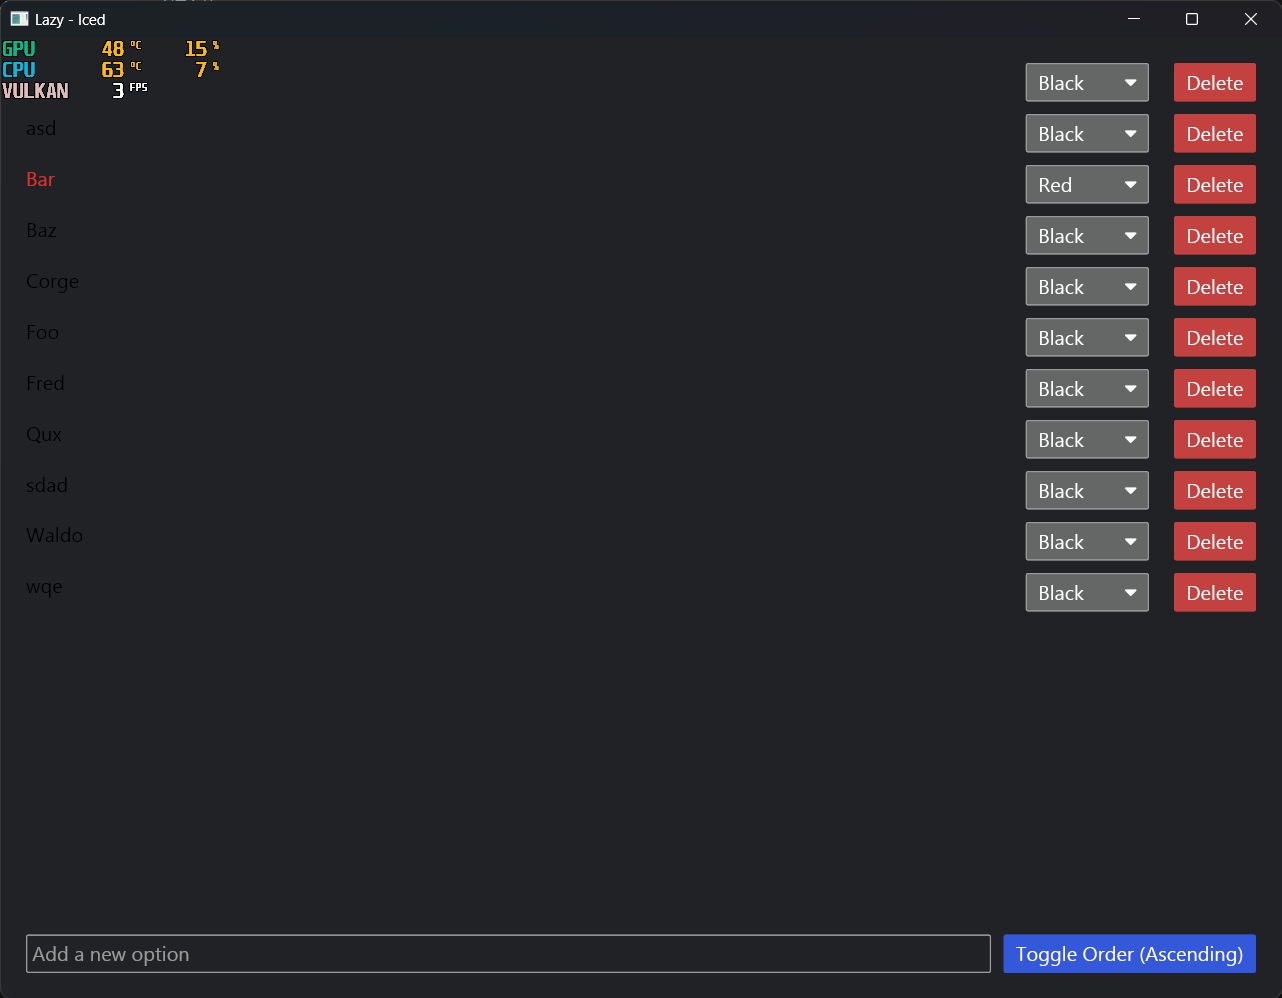 Lazy - Iced
GPU 48 °C 15 %
CPU 63 °C 7 %
VULKAN 3 FPS
Black Delete
asd Black Delete
Bar Red Delete
Baz Black Delete
Corge Black Delete
Foo Black Delete
Fred Black Delete
Qux Black Delete
sdad Black Delete
Waldo Black Delete
wqe Black Delete
Add a new option Toggle Order (Ascending)